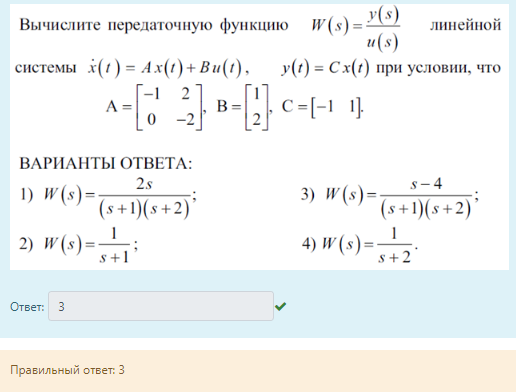 Вычислите передаточную функцию W(s) = y(s)/u(s) линейной
системы ẋ(t) = Ax(t) + Bu(t), y(t) = Cx(t) при условии, что
A = [−1 2; 0 −2], B = [1; 2], C = [−1 1].
ВАРИАНТЫ ОТВЕТА:
1) W(s) = 2s/((s+1)(s+2)); 3) W(s) = (s−4)/((s+1)(s+2));
2) W(s) = 1/(s+1); 4) W(s) = 1/(s+2).
Ответ: 3
Правильный ответ: 3